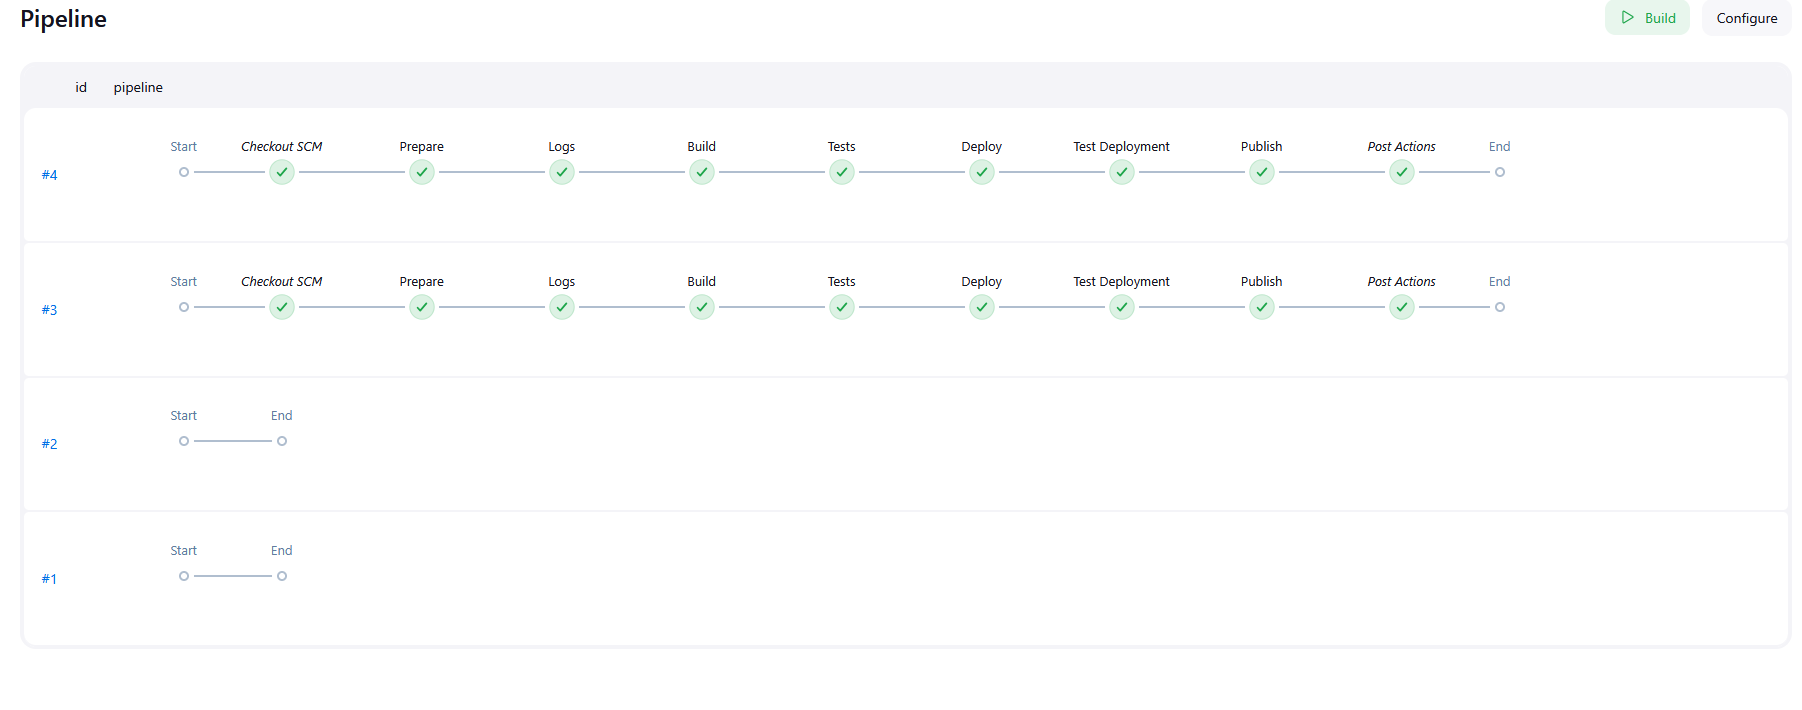 Pipeline
Build
Configure
id pipeline
Start Checkout SCM Prepare Logs Build Tests Deploy Test Deployment Publish Post Actions End
#4
Start Checkout SCM Prepare Logs Build Tests Deploy Test Deployment Publish Post Actions End
#3
Start End
#2
Start End
#1